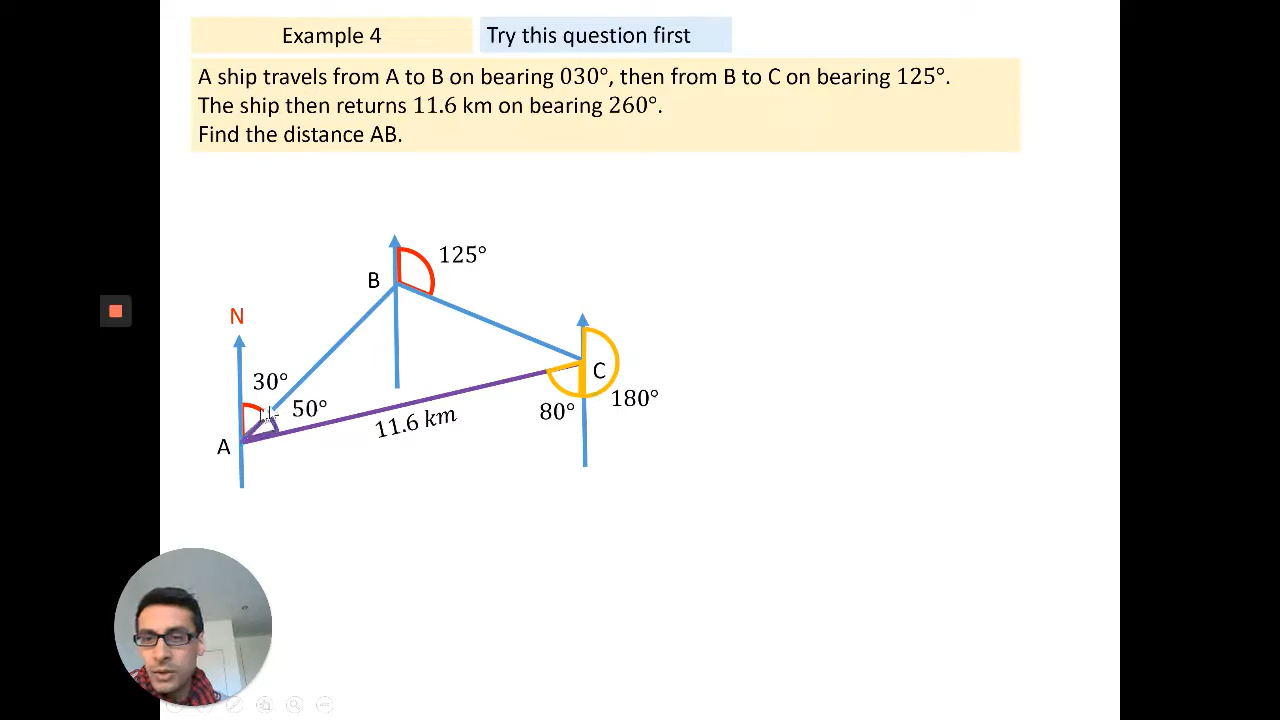 Example 4
Try this question first
A ship travels from A to B on bearing 030°, then from B to C on bearing 125°.
The ship then returns 11.6 km on bearing 260°.
Find the distance AB.
125°
B
N
30°
50°
C
180°
80°
11.6 km
A